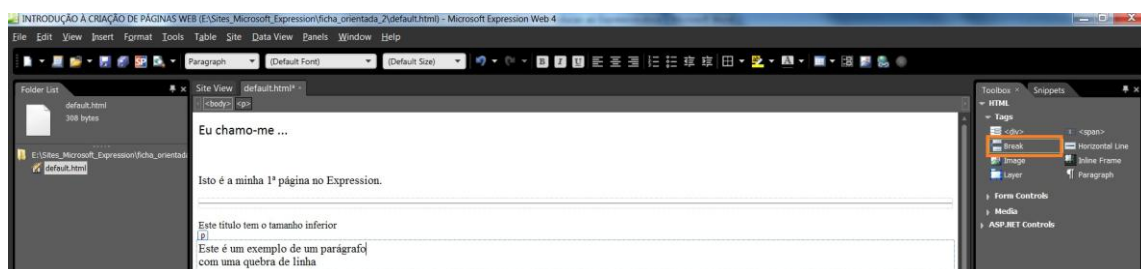 INTRODUÇÃO À CRIAÇÃO DE PÁGINAS WEB (E:\Sites_Microsoft_Expression\ficha_orientada_2\default.html) - Microsoft Expression Web 4
File Edit View Insert Format Tools Table Site Data View Panels Window Help
Paragraph (Default Font) (Default Size) B I U
Folder List
default.html
308 bytes
E:\Sites_Microsoft_Expression\ficha_orientad
default.html
Site View default.html*
<body> <p>
Eu chamo-me ...
Isto é a minha 1ª página no Expression.
Este título tem o tamanho inferior
p
Este é um exemplo de um parágrafo
com uma quebra de linha
Toolbox Snippets
HTML
Tags
<div> <span>
Break Horizontal Line
Image Inline Frame
Layer Paragraph
Form Controls
Media
ASP.NET Controls